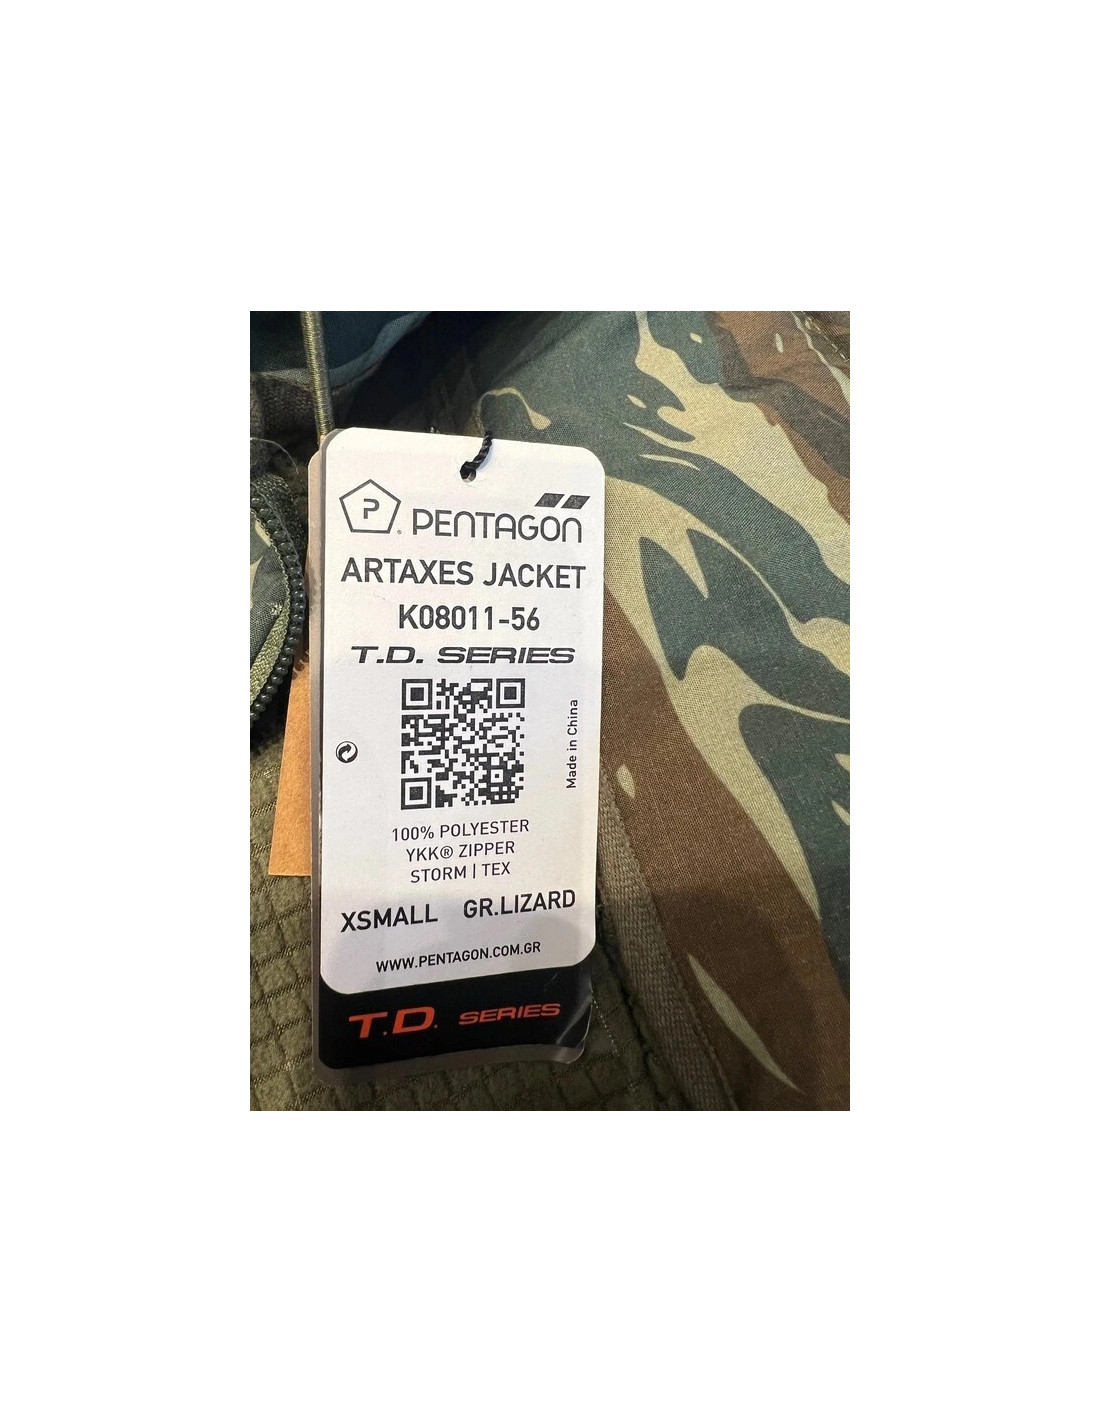 P
PENTAGON
ARTAXES JACKET
K08011-56
T.D. SERIES
Made in China
100% POLYESTER
YKK® ZIPPER
STORM | TEX
XSMALL GR.LIZARD
WWW.PENTAGON.COM.GR
T.D. SERIES